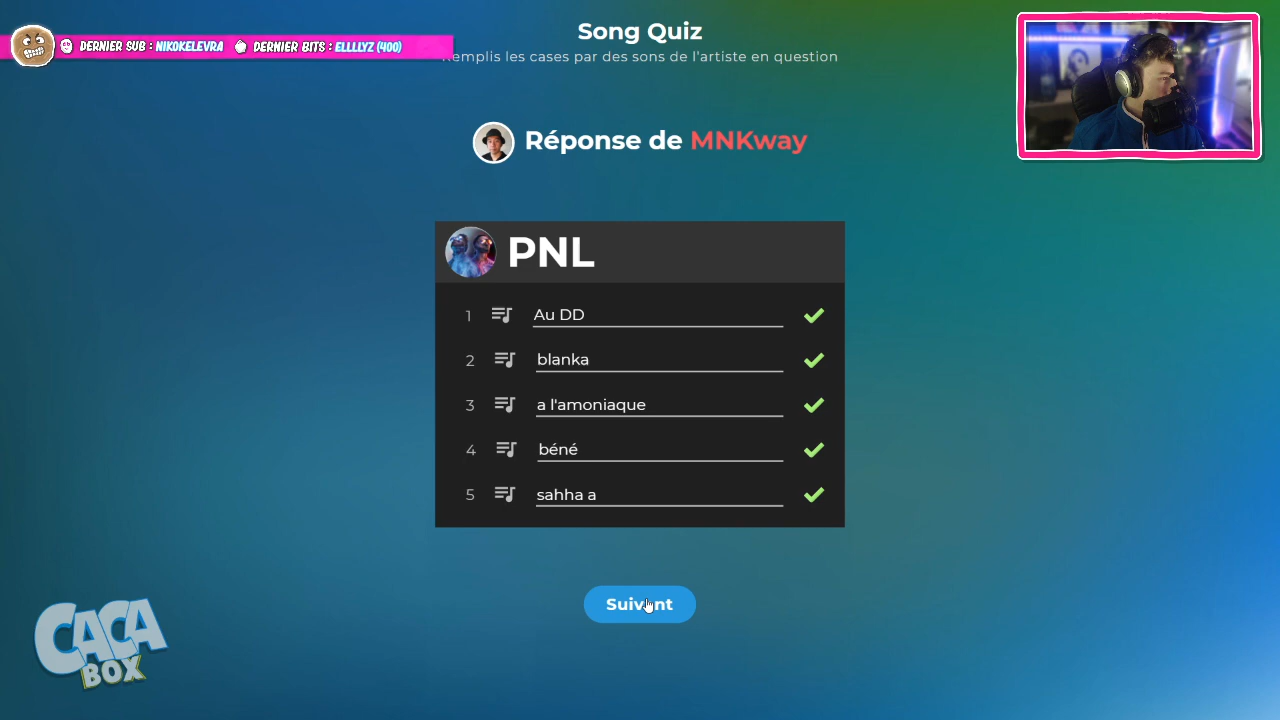 Song Quiz
DERNIER SUB : NIKOKELEVRA DERNIER BITS : ELLLLYZ (400)
Remplis les cases par des sons de l'artiste en question
Réponse de MNKway
PNL
1 Au DD
2 blanka
3 a l'amoniaque
4 béné
5 sahha a
Suivant
CACA
BOX